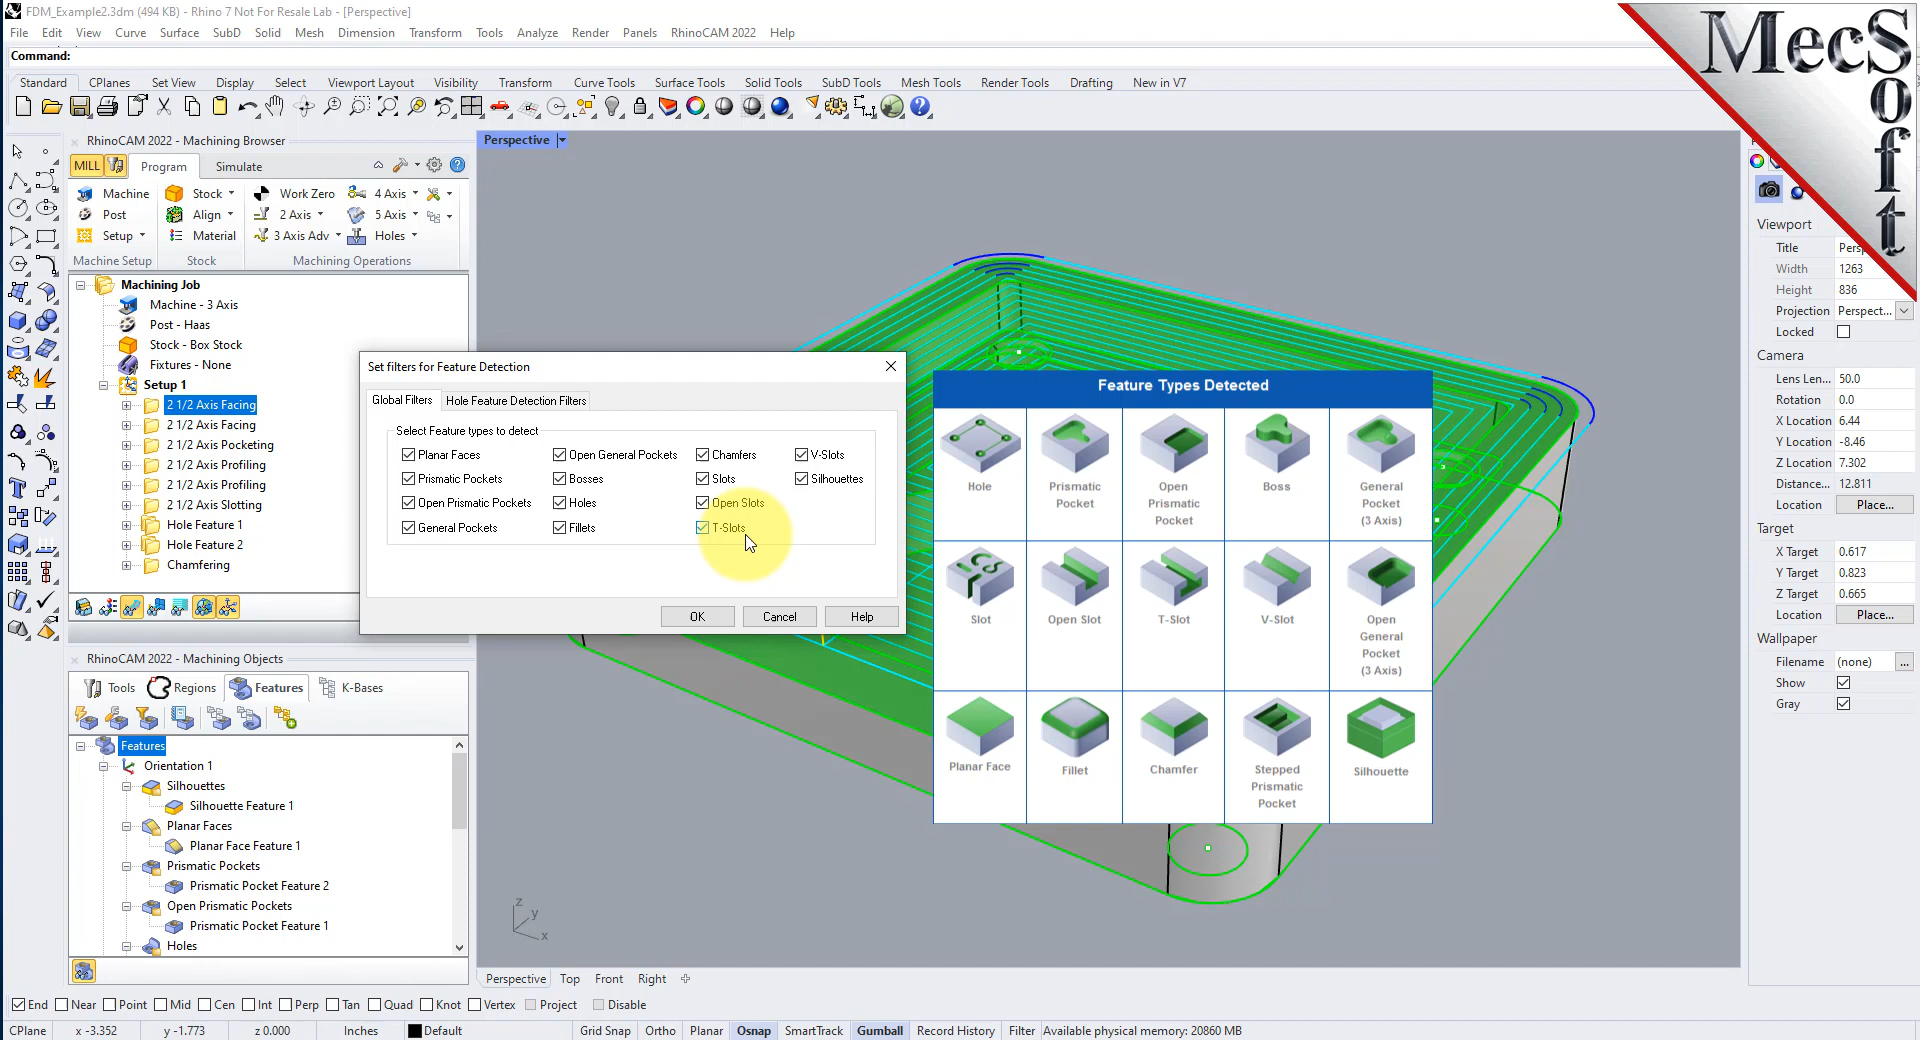 FDM_Example2.3dm (494 KB) - Rhino 7 Not For Resale Lab - [Perspective]
File Edit View Curve Surface SubD Solid Mesh Dimension Transform Tools Analyze Render Panels RhinoCAM 2022 Help
Command:
Standard CPlanes Set View Display Select Viewport Layout Visibility Transform Curve Tools Surface Tools Solid Tools SubD Tools Mesh Tools Render Tools Drafting New in V7
MecSoft
RhinoCAM 2022 - Machining Browser
MILL Program Simulate
Machine Stock Work Zero 4 Axis
Post Align 2 Axis 5 Axis
Setup Material 3 Axis Adv Holes
Machine Setup Stock Machining Operations
Machining Job
Machine - 3 Axis
Post - Haas
Stock - Box Stock
Fixtures - None
Setup 1
2 1/2 Axis Facing
2 1/2 Axis Facing
2 1/2 Axis Pocketing
2 1/2 Axis Profiling
2 1/2 Axis Profiling
2 1/2 Axis Slotting
Hole Feature 1
Hole Feature 2
Chamfering
RhinoCAM 2022 - Machining Objects
Tools Regions Features K-Bases
Features
Orientation 1
Silhouettes
Silhouette Feature 1
Planar Faces
Planar Face Feature 1
Prismatic Pockets
Prismatic Pocket Feature 2
Open Prismatic Pockets
Prismatic Pocket Feature 1
Holes
Perspective
Set filters for Feature Detection
Global Filters Hole Feature Detection Filters
Select Feature types to detect
Planar Faces Open General Pockets Chamfers V-Slots
Prismatic Pockets Bosses Slots Silhouettes
Open Prismatic Pockets Holes Open Slots
General Pockets Fillets T-Slots
OK Cancel Help
Feature Types Detected
Hole
Prismatic
Pocket
Open
Prismatic
Pocket
Boss
General
Pocket
(3 Axis)
Slot
Open Slot
T-Slot
V-Slot
Open
General
Pocket
(3 Axis)
Planar Face
Fillet
Chamfer
Stepped
Prismatic
Pocket
Silhouette
z
y
x
Viewport
Title
Width 1263
Height 836
Projection Perspect...
Locked
Camera
Lens Len... 50.0
Rotation 0.0
X Location 6.44
Y Location -8.46
Z Location 7.302
Distance... 12.811
Location Place...
Target
X Target 0.617
Y Target 0.823
Z Target 0.665
Location Place...
Wallpaper
Filename (none) ...
Show
Gray
Perspective Top Front Right
End Near Point Mid Cen Int Perp Tan Quad Knot Vertex Project Disable
CPlane x -3.352 y -1.773 z 0.000 Inches Default Grid Snap Ortho Planar Osnap SmartTrack Gumball Record History Filter Available physical memory: 20860 MB